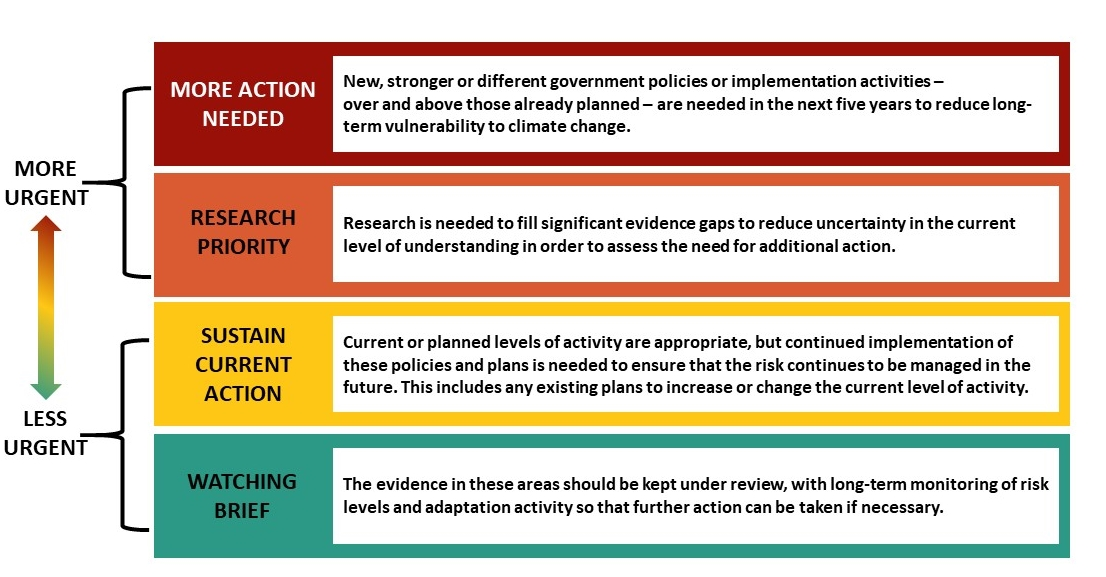 MORE
URGENT
LESS
URGENT
MORE ACTION
NEEDED
New, stronger or different government policies or implementation activities –
over and above those already planned – are needed in the next five years to reduce long-
term vulnerability to climate change.
RESEARCH
PRIORITY
Research is needed to fill significant evidence gaps to reduce uncertainty in the current
level of understanding in order to assess the need for additional action.
SUSTAIN
CURRENT
ACTION
Current or planned levels of activity are appropriate, but continued implementation of
these policies and plans is needed to ensure that the risk continues to be managed in the
future. This includes any existing plans to increase or change the current level of activity.
WATCHING
BRIEF
The evidence in these areas should be kept under review, with long-term monitoring of risk
levels and adaptation activity so that further action can be taken if necessary.